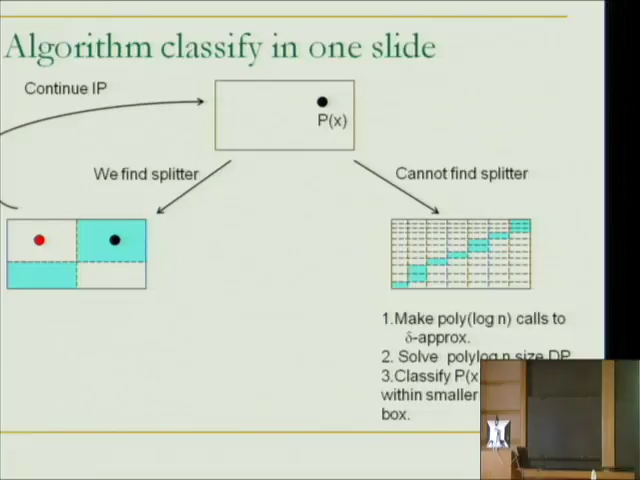 Algorithm classify in one slide
Continue IP
P(x)
We find splitter
Cannot find splitter
1.Make poly(log n) calls to
δ-approx.
2. Solve polylog n size DP
3.Classify P(x
within smaller
box.